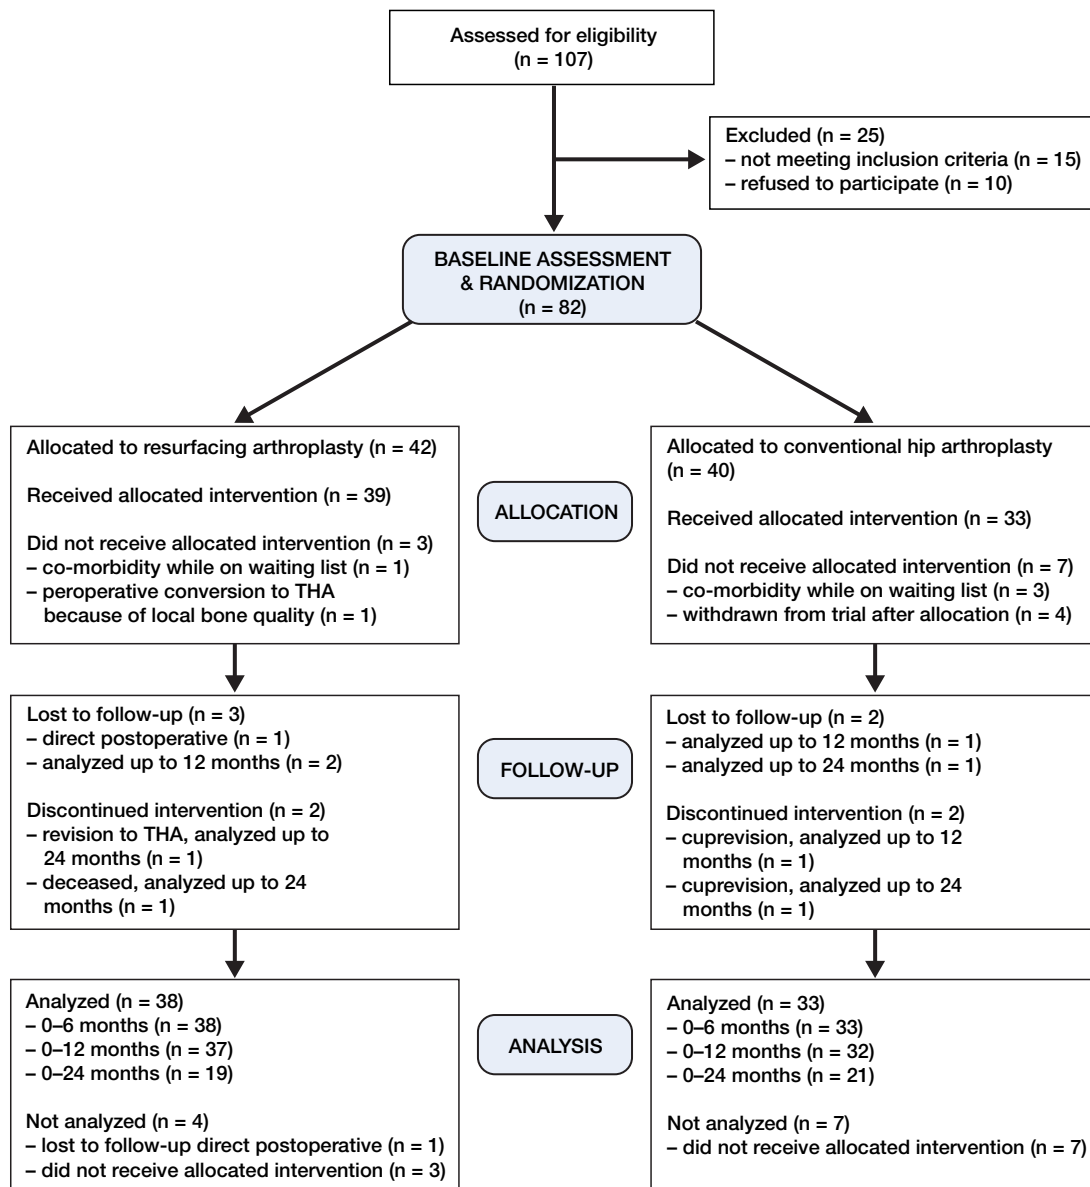 Assessed for eligibility
(n = 107)
Excluded (n = 25)
– not meeting inclusion criteria (n = 15)
– refused to participate (n = 10)
BASELINE ASSESSMENT
& RANDOMIZATION
(n = 82)
Allocated to resurfacing arthroplasty (n = 42)
Received allocated intervention (n = 39)
Did not receive allocated intervention (n = 3)
– co-morbidity while on waiting list (n = 1)
– peroperative conversion to THA
because of local bone quality (n = 1)
ALLOCATION
Allocated to conventional hip arthroplasty
(n = 40)
Received allocated intervention (n = 33)
Did not receive allocated intervention (n = 7)
– co-morbidity while on waiting list (n = 3)
– withdrawn from trial after allocation (n = 4)
Lost to follow-up (n = 3)
– direct postoperative (n = 1)
– analyzed up to 12 months (n = 2)
Discontinued intervention (n = 2)
– revision to THA, analyzed up to
24 months (n = 1)
– deceased, analyzed up to 24
months (n = 1)
FOLLOW-UP
Lost to follow-up (n = 2)
– analyzed up to 12 months (n = 1)
– analyzed up to 24 months (n = 1)
Discontinued intervention (n = 2)
– cuprevision, analyzed up to 12
months (n = 1)
– cuprevision, analyzed up to 24
months (n = 1)
Analyzed (n = 38)
– 0–6 months (n = 38)
– 0–12 months (n = 37)
– 0–24 months (n = 19)
Not analyzed (n = 4)
– lost to follow-up direct postoperative (n = 1)
– did not receive allocated intervention (n = 3)
ANALYSIS
Analyzed (n = 33)
– 0–6 months (n = 33)
– 0–12 months (n = 32)
– 0–24 months (n = 21)
Not analyzed (n = 7)
– did not receive allocated intervention (n = 7)